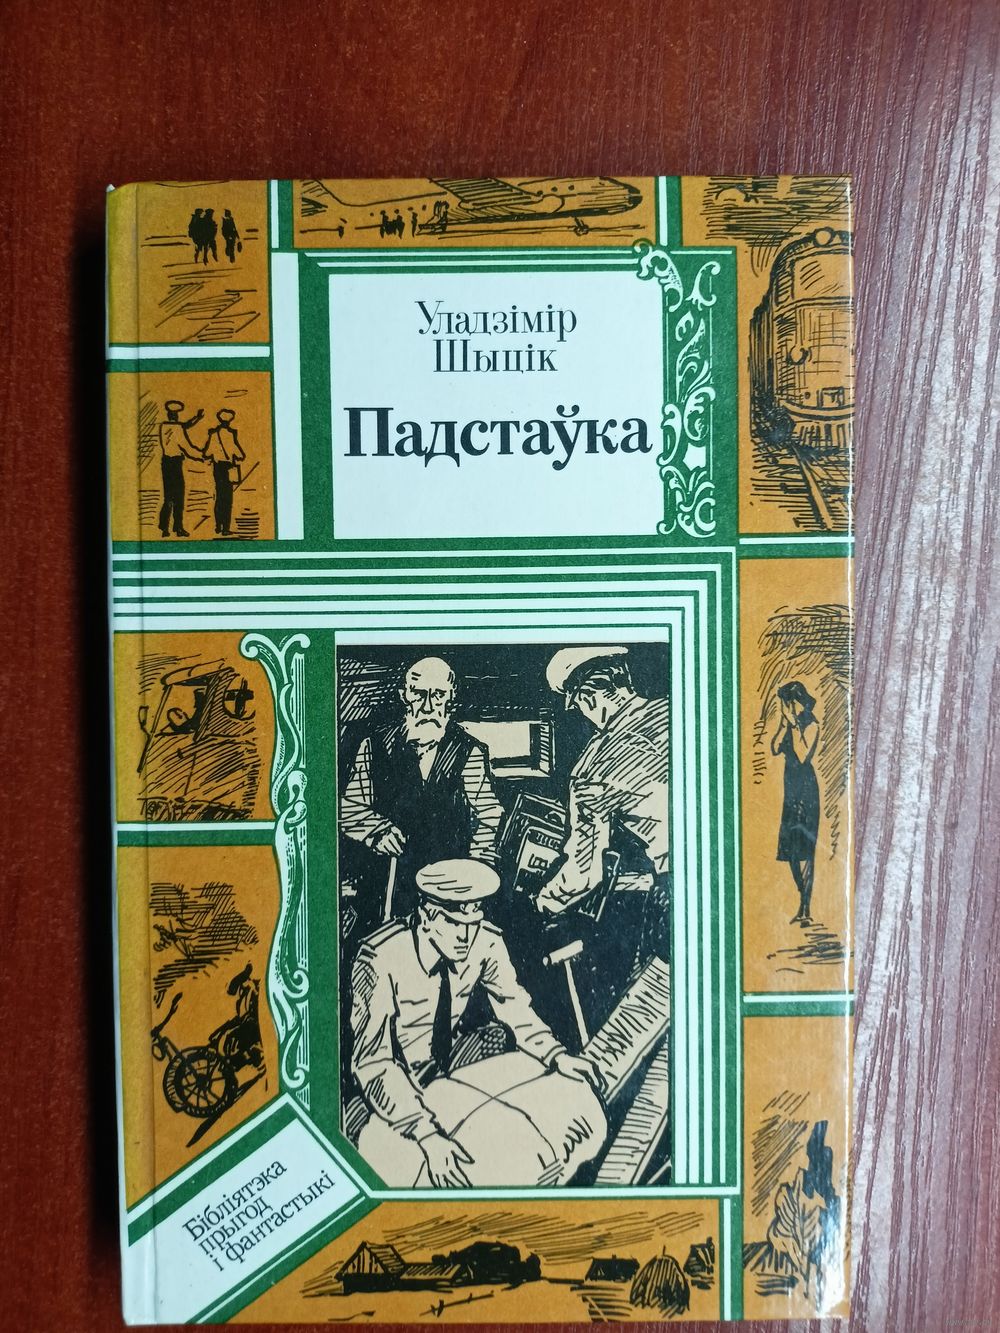 Уладзімір
Шыцік
Падстаўка
Бібліятэка
прыгод
і фантастыкі